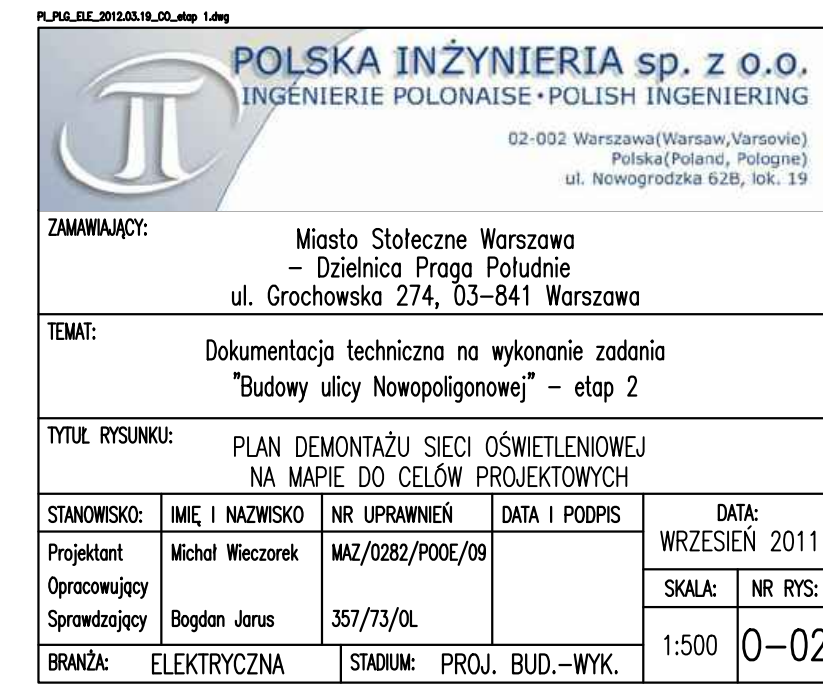 PI_PLG_ELE_2012.03.19_CO_etap 1.dwg
POLSKA INŻYNIERIA sp. z o.o.
INGÉNIERIE POLONAISE • POLISH INGENIERING
02-002 Warszawa(Warsaw,Varsovie)
Polska(Poland, Pologne)
ul. Nowogrodzka 62B, lok. 19
ZAMAWIAJĄCY:
Miasto Stołeczne Warszawa
– Dzielnica Praga Południe
ul. Grochowska 274, 03–841 Warszawa
TEMAT:
Dokumentacja techniczna na wykonanie zadania
"Budowy ulicy Nowopoligonowej" – etap 2
TYTUŁ RYSUNKU:
PLAN DEMONTAŻU SIECI OŚWIETLENIOWEJ
NA MAPIE DO CELÓW PROJEKTOWYCH
STANOWISKO: IMIĘ I NAZWISKO NR UPRAWNIEŃ DATA I PODPIS DATA:
WRZESIEŃ 2011
Projektant Michał Wieczorek MAZ/0282/POOE/09
Opracowujący SKALA: NR RYS:
Sprawdzający Bogdan Jarus 357/73/OL
1:500 O–02
BRANŻA: ELEKTRYCZNA STADIUM: PROJ. BUD.–WYK.